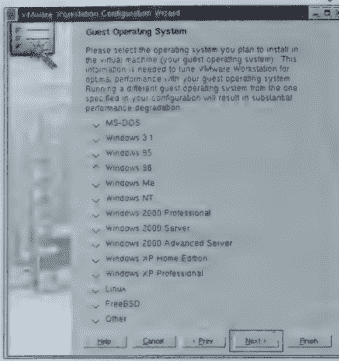 VMware Workstation Configuration Wizard
Guest Operating System
Please select the operating system you plan to install in
the virtual machine (your guest operating system). This
information is needed to tune VMware Workstation for
optimal performance with your guest operating system.
Running a different guest operating system from the one
specified in your configuration will result in substantial
performance degradation.
MS-DOS
Windows 3.1
Windows 95
Windows 98
Windows Me
Windows NT
Windows 2000 Professional
Windows 2000 Server
Windows 2000 Advanced Server
Windows XP Home Edition
Windows XP Professional
Linux
FreeBSD
Other
Help Cancel < Prev Next > Finish